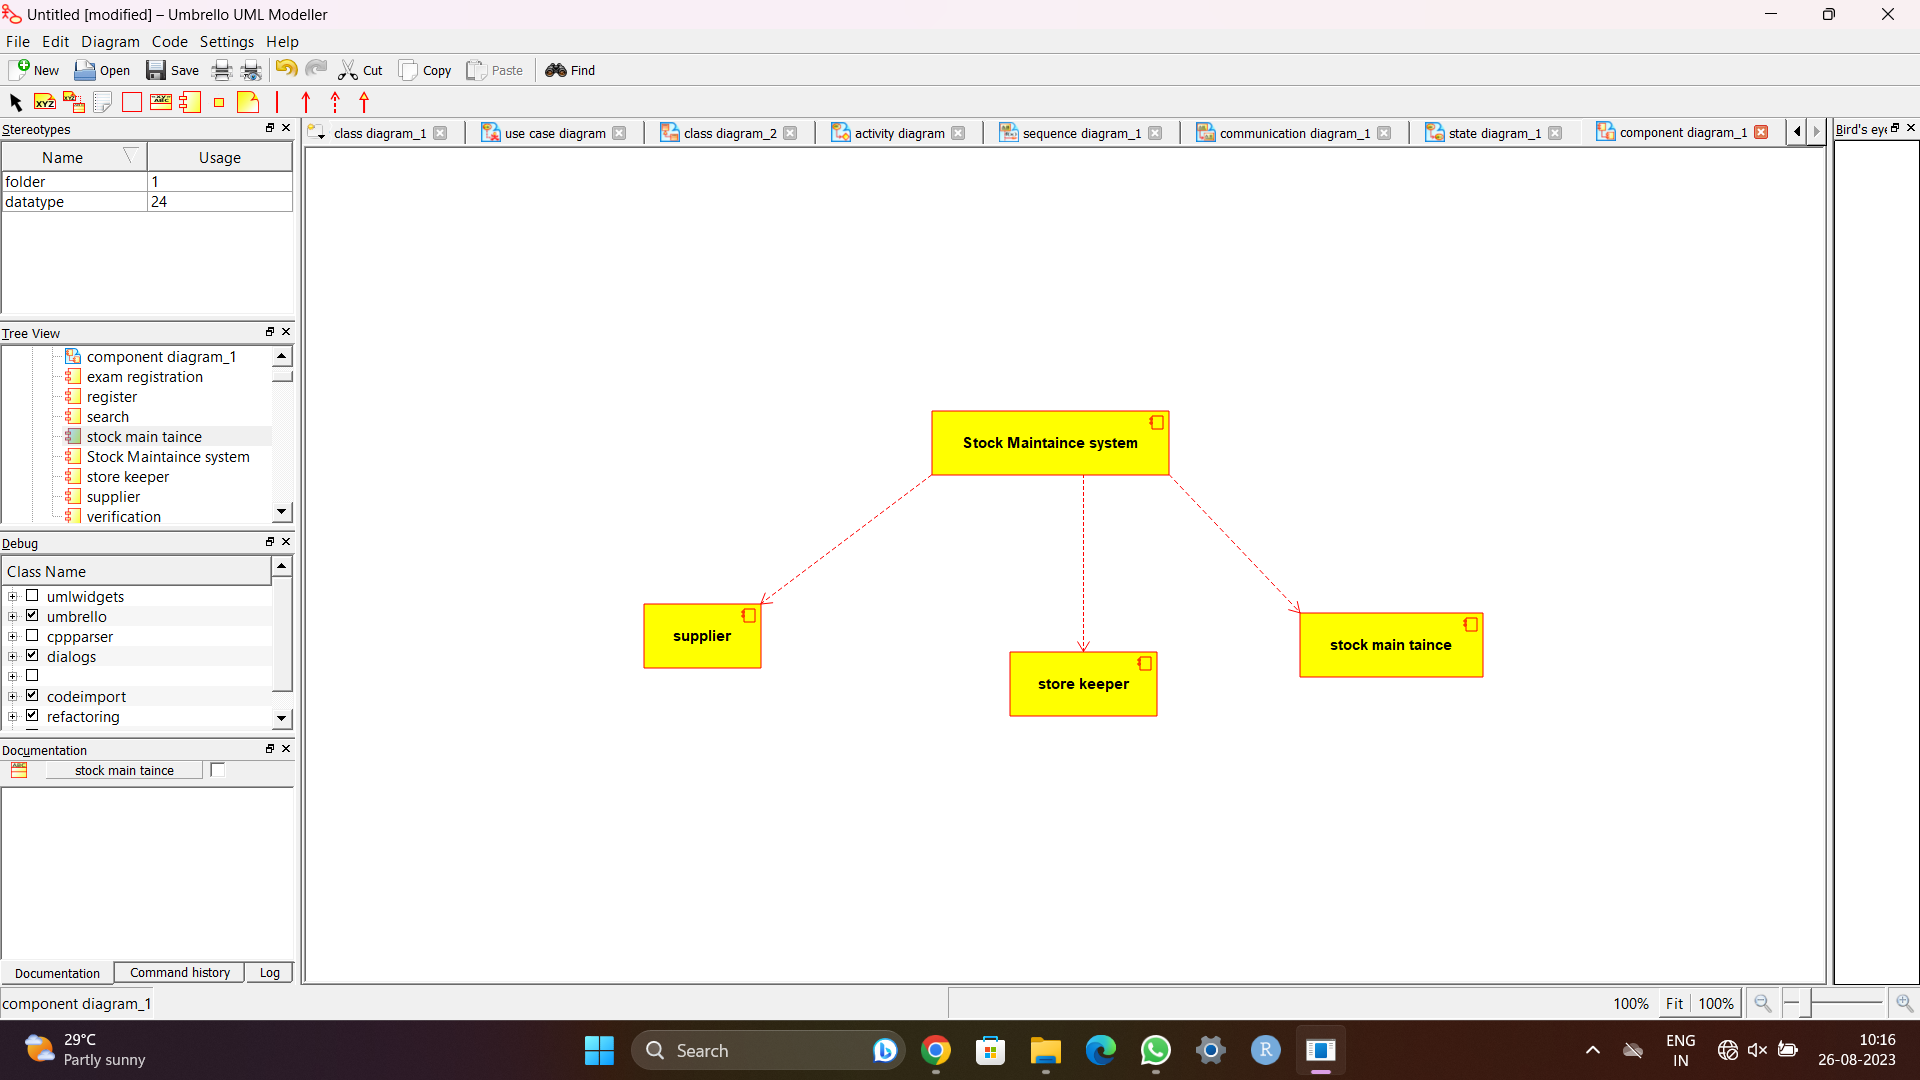 Untitled [modified] – Umbrello UML Modeller
File Edit Diagram Code Settings Help
New Open Save Cut Copy Paste Find
Stereotypes
Name Usage
folder 1
datatype 24
class diagram_1 use case diagram class diagram_2 activity diagram sequence diagram_1 communication diagram_1 state diagram_1 component diagram_1
Bird's eye
Tree View
component diagram_1
exam registration
register
search
stock main taince
Stock Maintaince system
store keeper
supplier
verification
Debug
Class Name
umlwidgets
umbrello
cppparser
dialogs
codeimport
refactoring
Documentation
stock main taince
Documentation Command history Log
Stock Maintaince system
supplier
store keeper
stock main taince
component diagram_1
100% Fit 100%
29°C
Partly sunny
Search
ENG
IN
10:16
26-08-2023